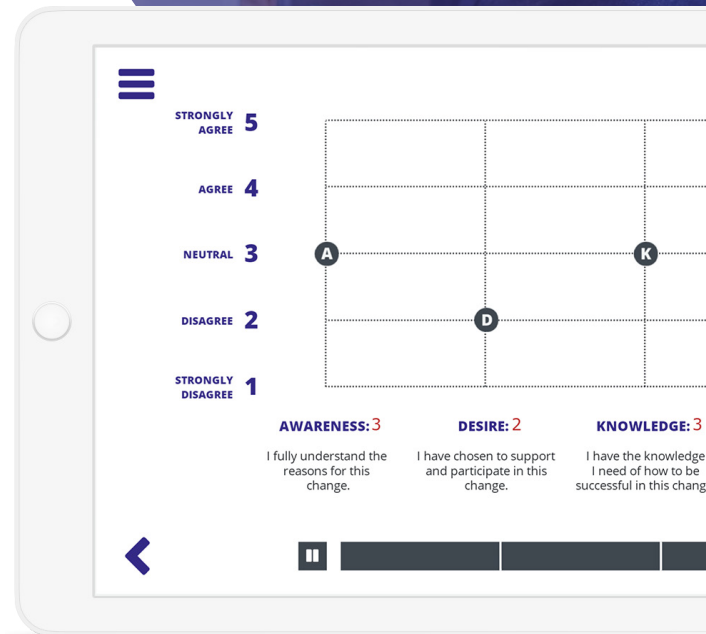 STRONGLY
AGREE 5
AGREE 4
NEUTRAL 3
A
K
DISAGREE 2
D
STRONGLY
DISAGREE 1
AWARENESS: 3
I fully understand the
reasons for this
change.
DESIRE: 2
I have chosen to support
and participate in this
change.
KNOWLEDGE: 3
I have the knowledge
I need of how to be
successful in this chang